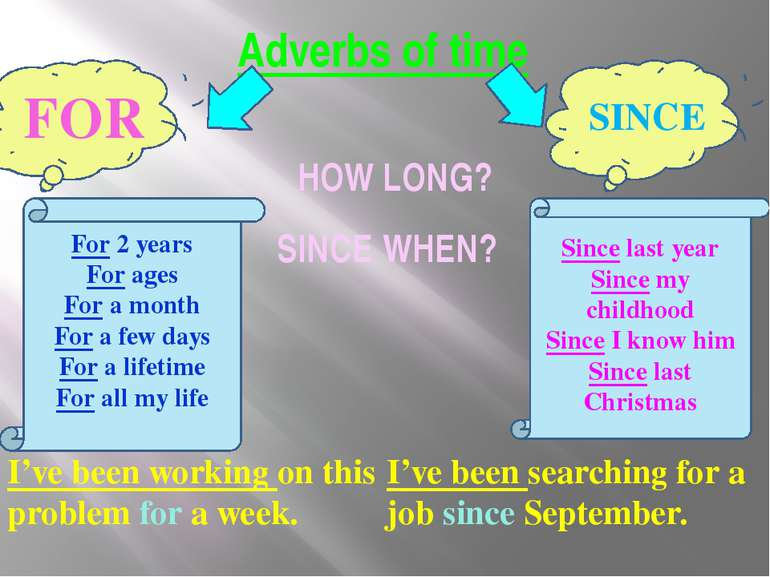 Adverbs of time
FOR
SINCE
HOW LONG?
SINCE WHEN?
For 2 years
For ages
For a month
For a few days
For a lifetime
For all my life
Since last year
Since my
childhood
Since I know him
Since last
Christmas
I’ve been working on this
problem for a week.
I’ve been searching for a
job since September.